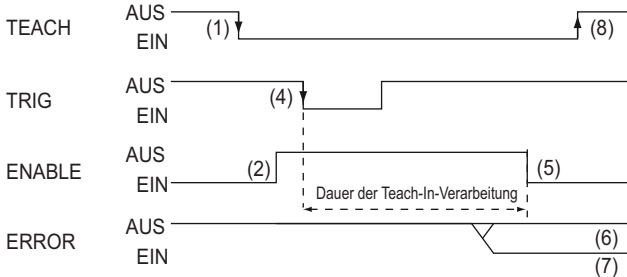 TEACH AUS (1) (8)
EIN
TRIG AUS (4)
EIN
ENABLE AUS (2) (5)
EIN Dauer der Teach-In-Verarbeitung
ERROR AUS (6)
EIN (7)